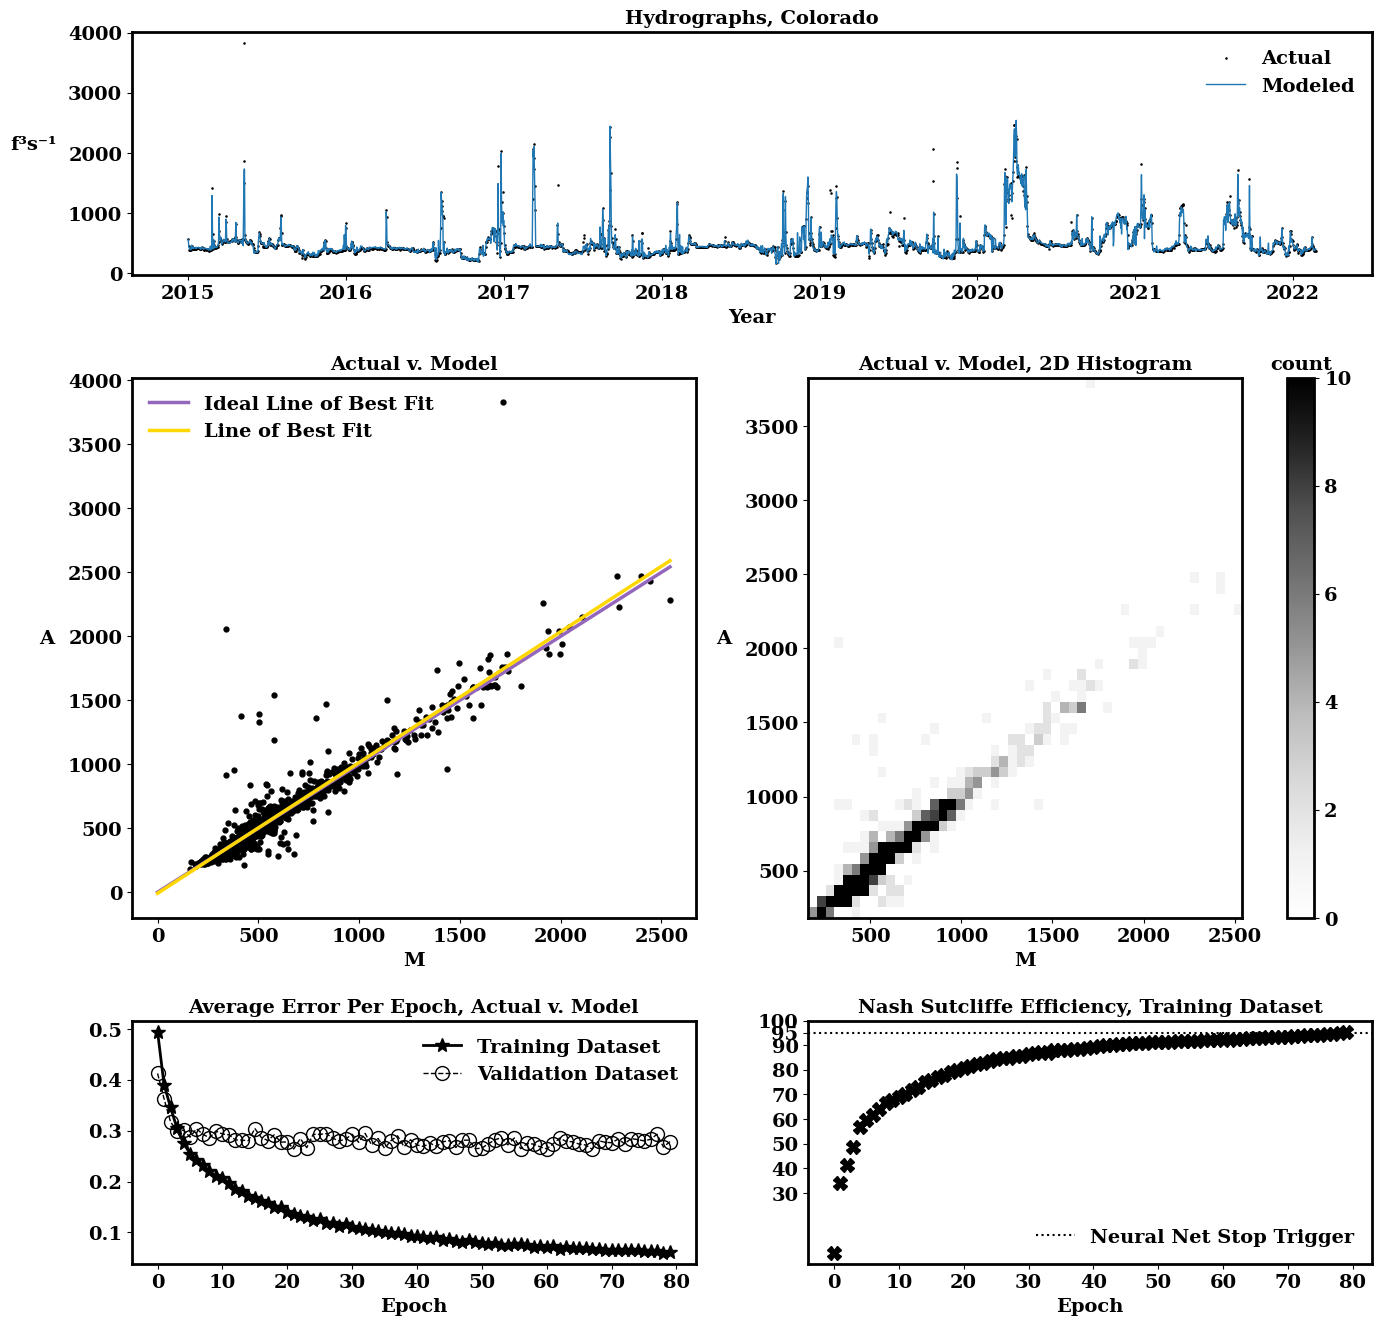 Hydrographs, Colorado
4000
3000
2000
1000
0
f³s⁻¹
Actual
Modeled
2015 2016 2017 2018 2019 2020 2021 2022
Year
Actual v. Model
4000
3500
3000
2500
2000
1500
1000
500
0
A
Ideal Line of Best Fit
Line of Best Fit
0 500 1000 1500 2000 2500
M
Actual v. Model, 2D Histogram
3500
3000
2500
2000
1500
1000
500
A
500 1000 1500 2000 2500
M
count
10
8
6
4
2
0
Average Error Per Epoch, Actual v. Model
0.5
0.4
0.3
0.2
0.1
Training Dataset
Validation Dataset
0 10 20 30 40 50 60 70 80
Epoch
Nash Sutcliffe Efficiency, Training Dataset
100
95
90
80
70
60
50
40
30
Neural Net Stop Trigger
0 10 20 30 40 50 60 70 80
Epoch